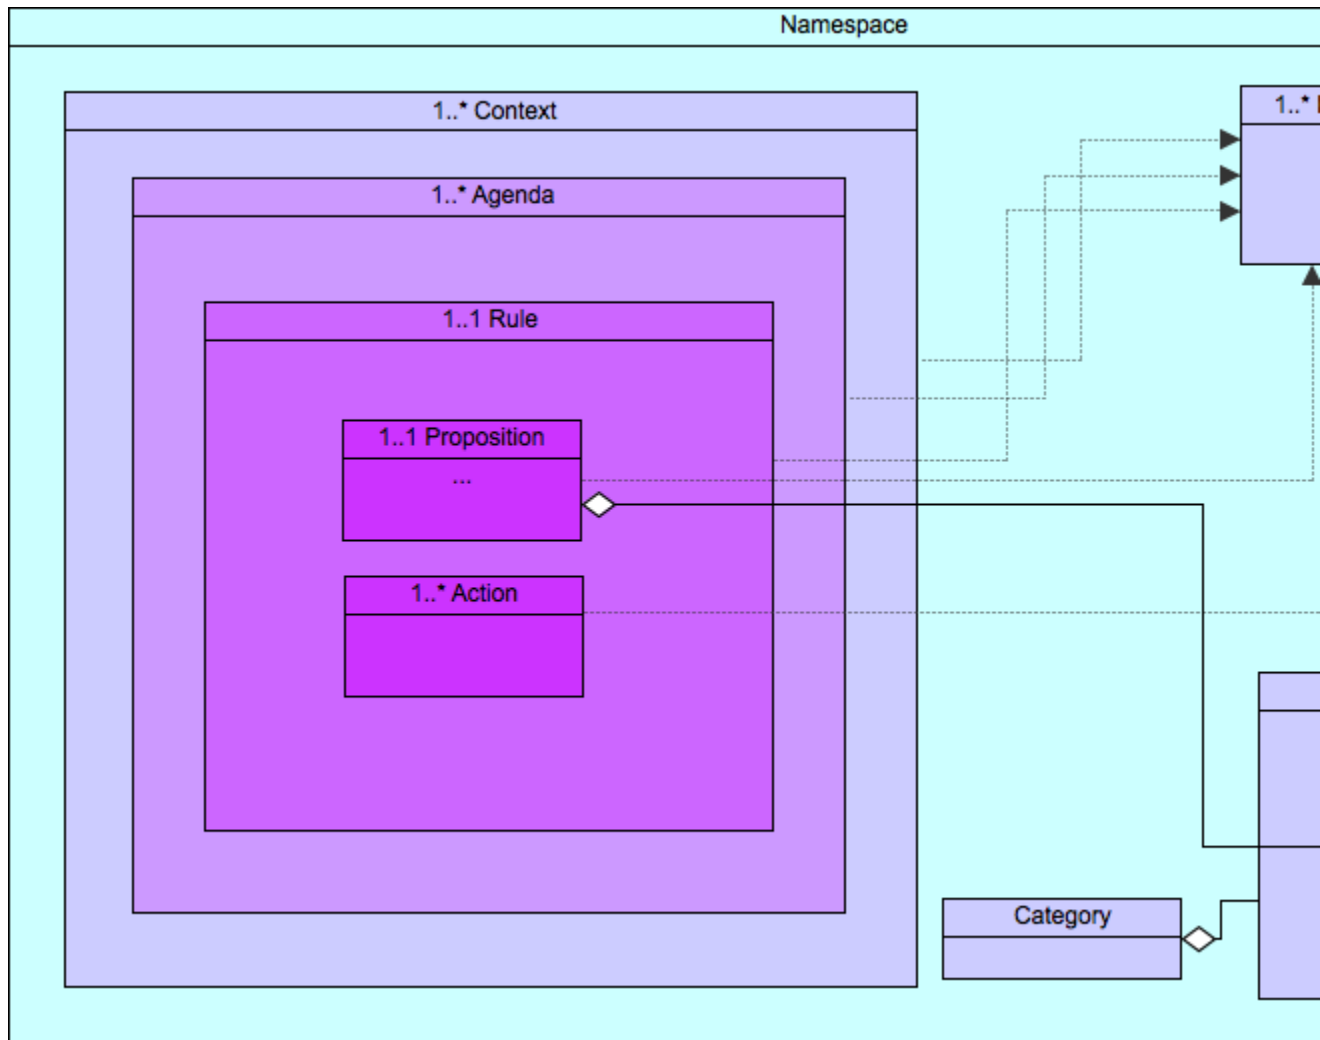 Namespace
1..* Context
1..*
1..* Agenda
1..1 Rule
1..1 Proposition
...
1..* Action
Category